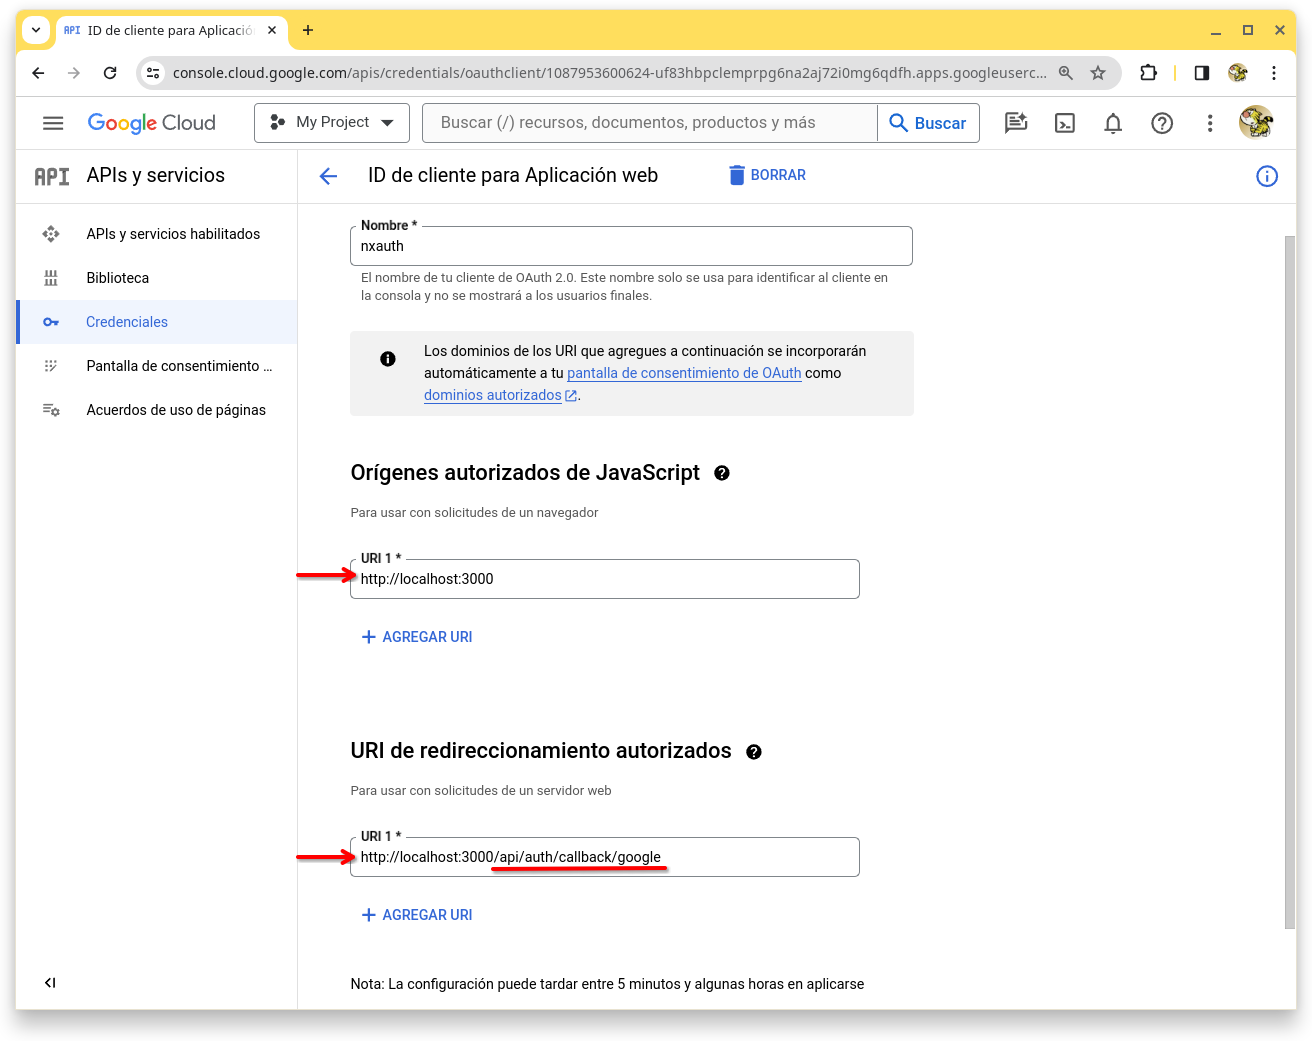 API ID de cliente para Aplicació
console.cloud.google.com/apis/credentials/oauthclient/1087953600624-uf83hbpclemprpg6na2aj72i0mg6qdfh.apps.googleuserc...
Google Cloud
My Project
Buscar (/) recursos, documentos, productos y más
Buscar
API APIs y servicios
ID de cliente para Aplicación web
BORRAR
APIs y servicios habilitados
Biblioteca
Credenciales
Pantalla de consentimiento ...
Acuerdos de uso de páginas
Nombre *
nxauth
El nombre de tu cliente de OAuth 2.0. Este nombre solo se usa para identificar al cliente en
la consola y no se mostrará a los usuarios finales.
Los dominios de los URI que agregues a continuación se incorporarán
automáticamente a tu pantalla de consentimiento de OAuth como
dominios autorizados.
Orígenes autorizados de JavaScript
Para usar con solicitudes de un navegador
URI 1 *
http://localhost:3000
+ AGREGAR URI
URI de redireccionamiento autorizados
Para usar con solicitudes de un servidor web
URI 1 *
http://localhost:3000/api/auth/callback/google
+ AGREGAR URI
Nota: La configuración puede tardar entre 5 minutos y algunas horas en aplicarse